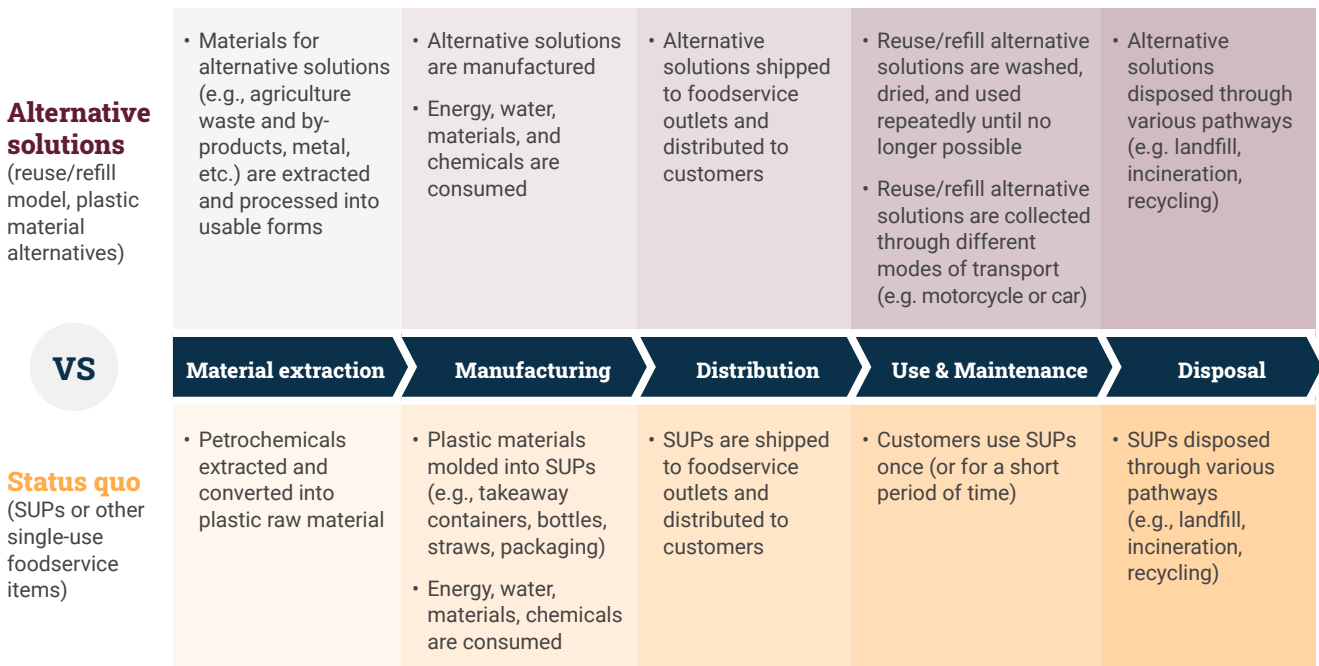 Alternative
solutions
(reuse/refill
model, plastic
material
alternatives)
• Materials for
alternative solutions
(e.g., agriculture
waste and by-
products, metal,
etc.) are extracted
and processed into
usable forms
• Alternative solutions
are manufactured
• Energy, water,
materials, and
chemicals are
consumed
• Alternative
solutions shipped
to foodservice
outlets and
distributed to
customers
• Reuse/refill alternative
solutions are washed,
dried, and used
repeatedly until no
longer possible
• Reuse/refill alternative
solutions are collected
through different
modes of transport
(e.g. motorcycle or car)
• Alternative
solutions
disposed through
various pathways
(e.g. landfill,
incineration,
recycling)
VS
Material extraction
Manufacturing
Distribution
Use & Maintenance
Disposal
Status quo
(SUPs or other
single-use
foodservice
items)
• Petrochemicals
extracted and
converted into
plastic raw material
• Plastic materials
molded into SUPs
(e.g., takeaway
containers, bottles,
straws, packaging)
• Energy, water,
materials, chemicals
are consumed
• SUPs are shipped
to foodservice
outlets and
distributed to
customers
• Customers use SUPs
once (or for a short
period of time)
• SUPs disposed
through various
pathways
(e.g., landfill,
incineration,
recycling)